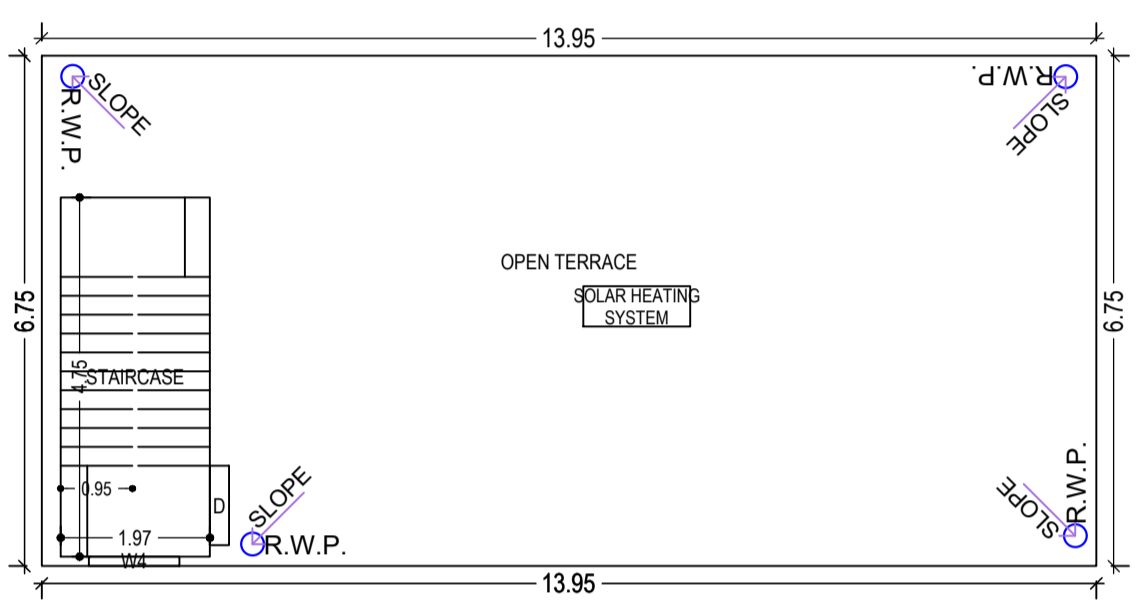 13.95
SLOPE
R.W.P.
R.W.P.
SLOPE
6.75
6.75
OPEN TERRACE
SOLAR HEATING
SYSTEM
4.75
STAIRCASE
0.95
D
1.97
W4
SLOPE
R.W.P.
SLOPE
R.W.P.
13.95